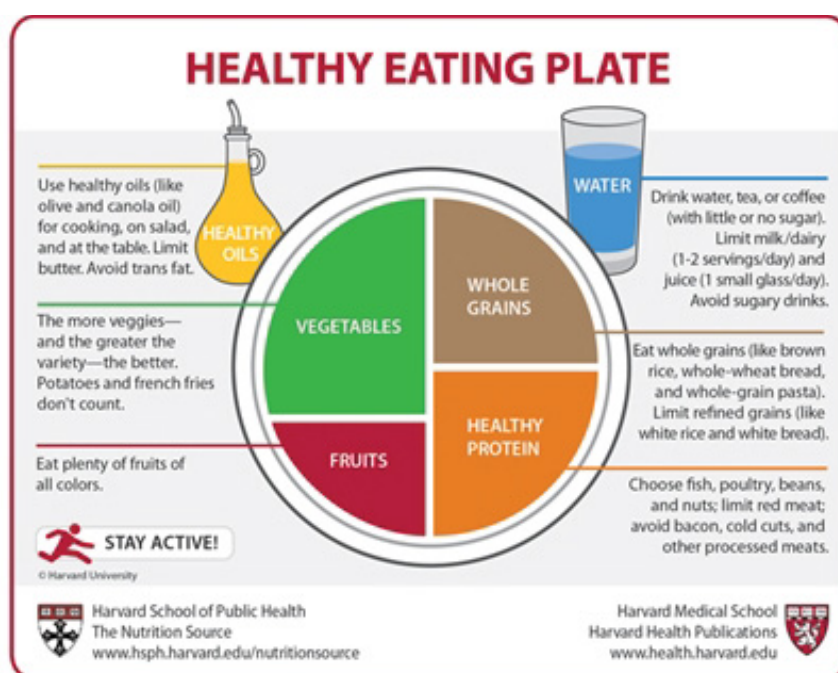 HEALTHY EATING PLATE
Use healthy oils (like
olive and canola oil)
for cooking, on salad,
and at the table. Limit
butter. Avoid trans fat.
HEALTHY
OILS
The more veggies—
and the greater the
variety—the better.
Potatoes and french fries
don't count.
Eat plenty of fruits of
all colors.
VEGETABLES
FRUITS
WHOLE
GRAINS
HEALTHY
PROTEIN
WATER
Drink water, tea, or coffee
(with little or no sugar).
Limit milk/dairy
(1-2 servings/day) and
juice (1 small glass/day).
Avoid sugary drinks.
Eat whole grains (like brown
rice, whole-wheat bread,
and whole-grain pasta).
Limit refined grains (like
white rice and white bread).
Choose fish, poultry, beans,
and nuts; limit red meat;
avoid bacon, cold cuts, and
other processed meats.
STAY ACTIVE!
© Harvard University
Harvard School of Public Health
The Nutrition Source
www.hsph.harvard.edu/nutritionsource
Harvard Medical School
Harvard Health Publications
www.health.harvard.edu